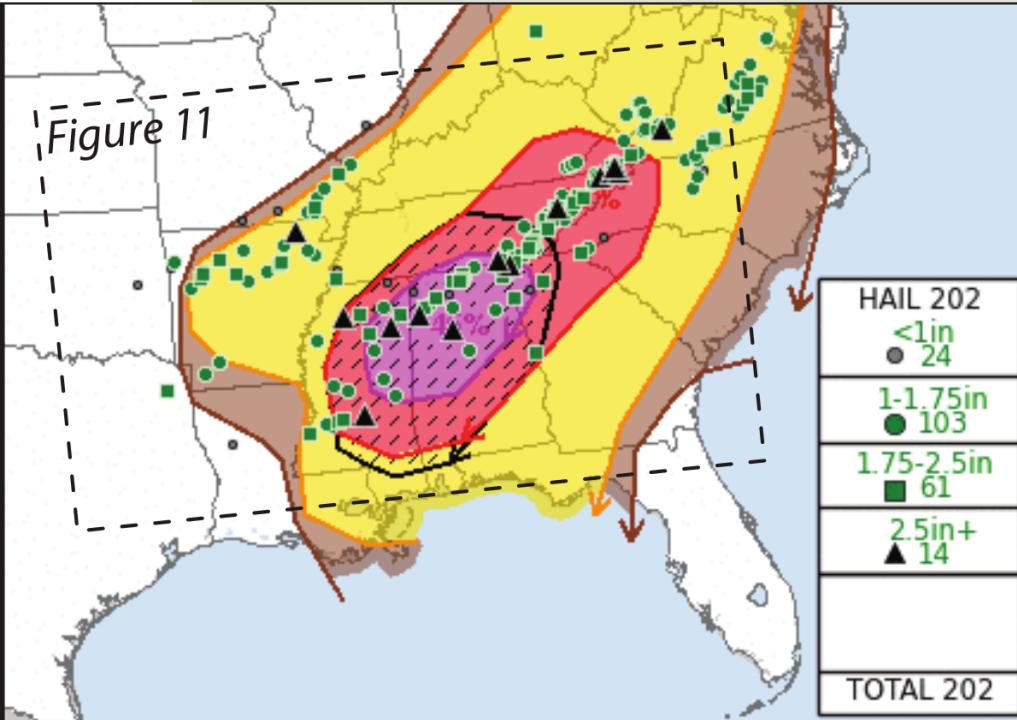 Figure 11
%
%
HAIL 202
<1in
24
1-1.75in
103
1.75-2.5in
61
2.5in+
14
TOTAL 202